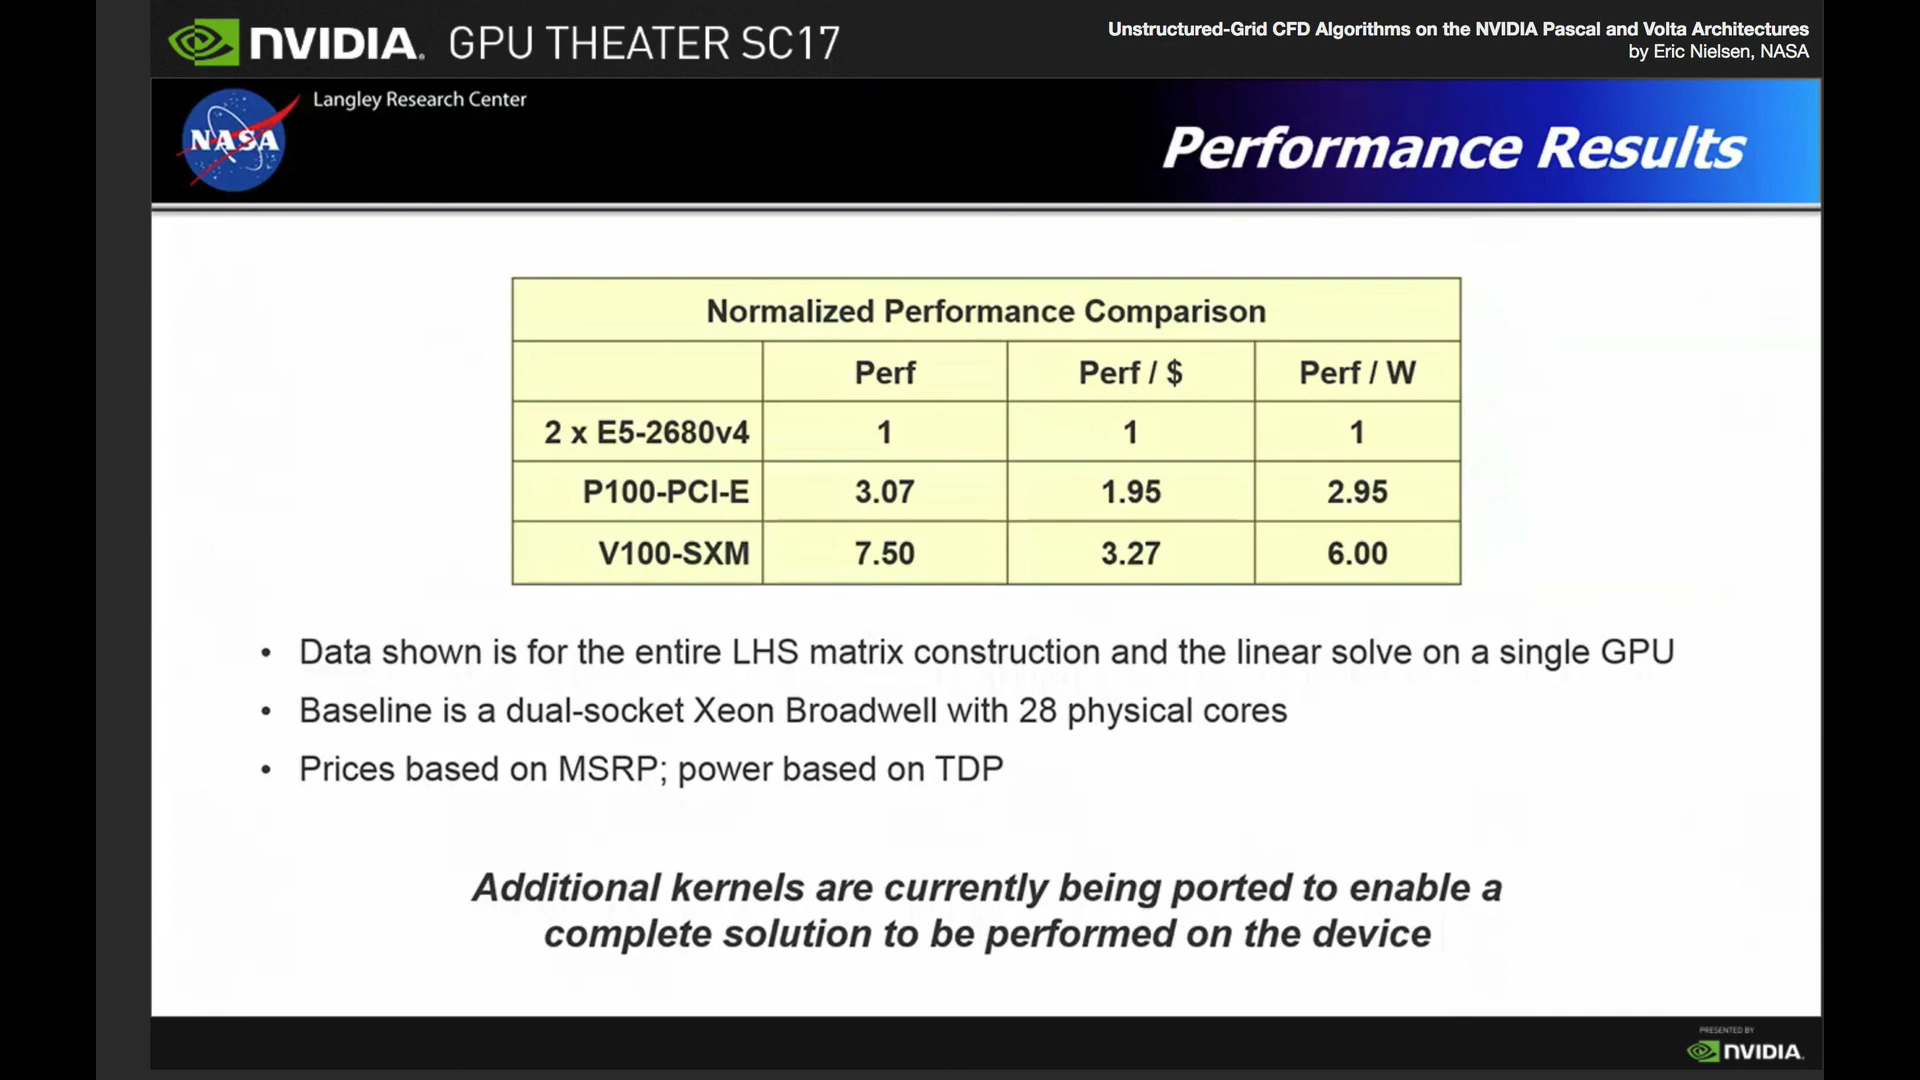 NVIDIA. GPU THEATER SC17
Unstructured-Grid CFD Algorithms on the NVIDIA Pascal and Volta Architectures
by Eric Nielsen, NASA
NASA
Langley Research Center
Performance Results
Normalized Performance Comparison
Perf Perf / $ Perf / W
2 x E5-2680v4 1 1 1
P100-PCI-E 3.07 1.95 2.95
V100-SXM 7.50 3.27 6.00
• Data shown is for the entire LHS matrix construction and the linear solve on a single GPU
• Baseline is a dual-socket Xeon Broadwell with 28 physical cores
• Prices based on MSRP; power based on TDP
Additional kernels are currently being ported to enable a
complete solution to be performed on the device
PRESENTED BY
NVIDIA.